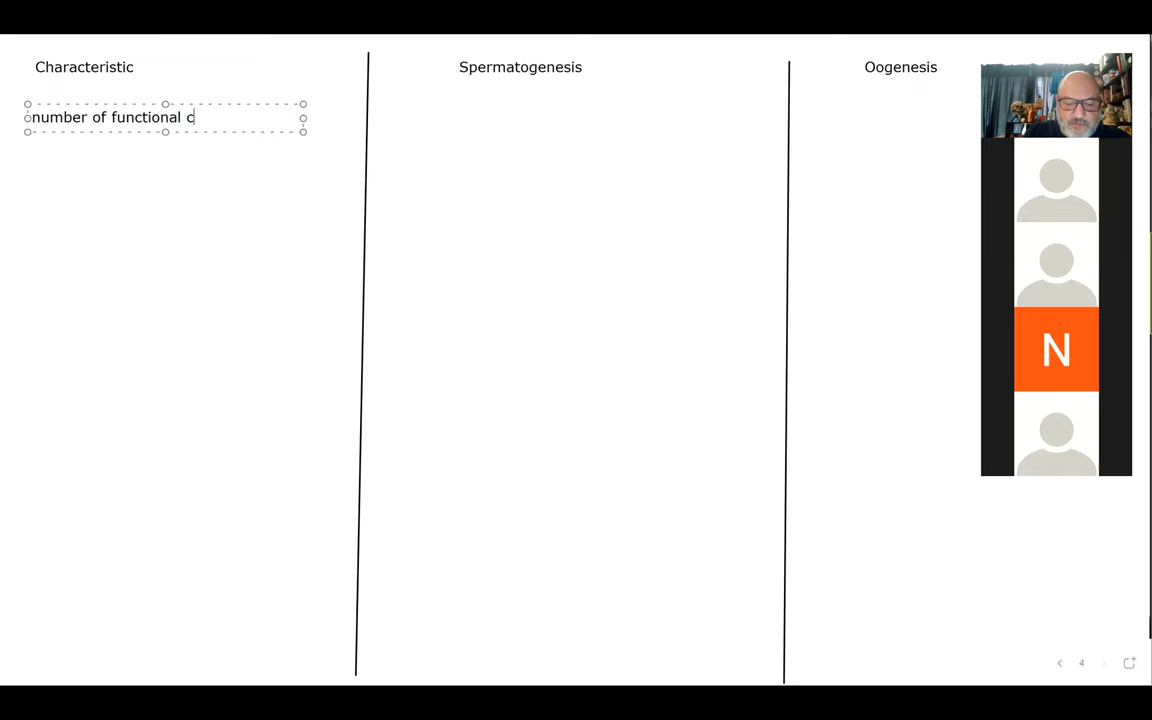 Characteristic
Spermatogenesis
Oogenesis
number of functional c
N
4